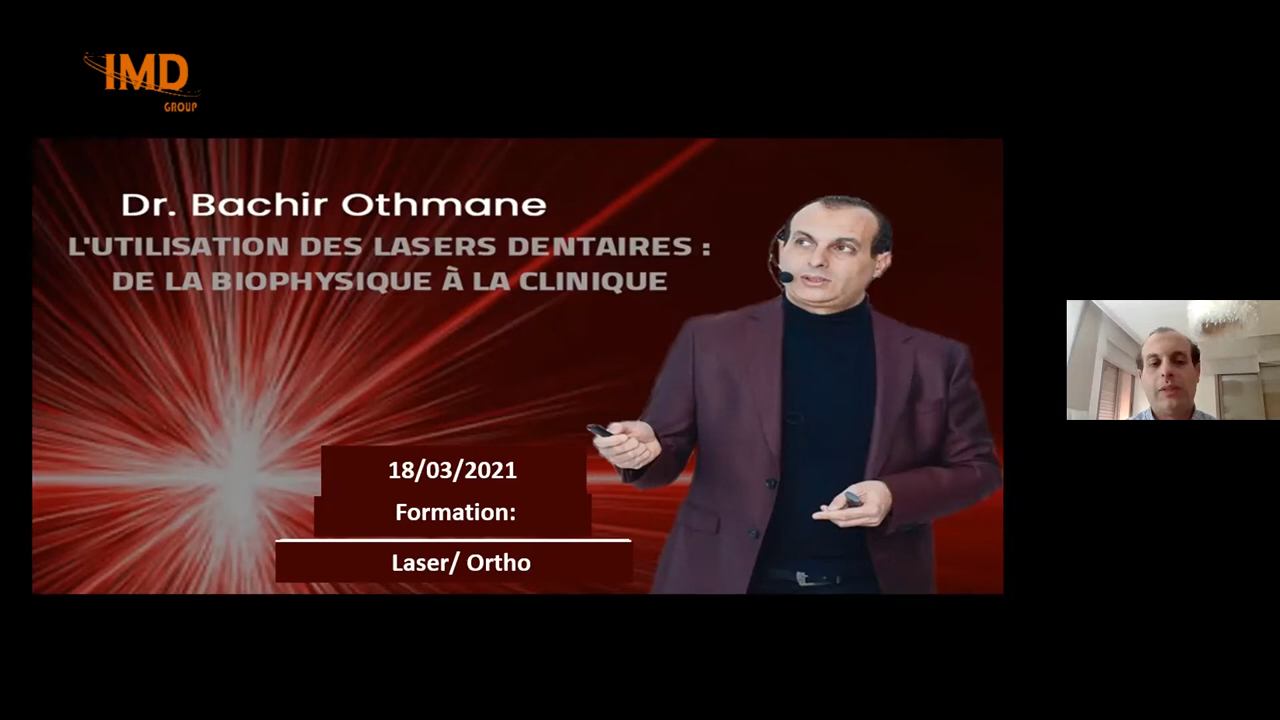 IMD
GROUP
Dr. Bachir Othmane
L'UTILISATION DES LASERS DENTAIRES :
DE LA BIOPHYSIQUE À LA CLINIQUE
18/03/2021
Formation:
Laser/ Ortho